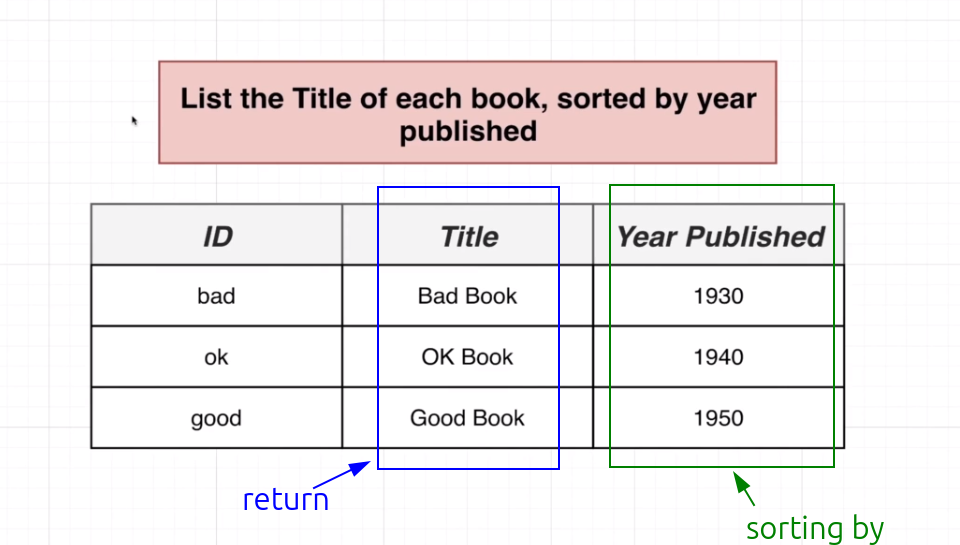 List the Title of each book, sorted by year
published
ID Title Year Published
bad Bad Book 1930
ok OK Book 1940
good Good Book 1950
return
sorting by